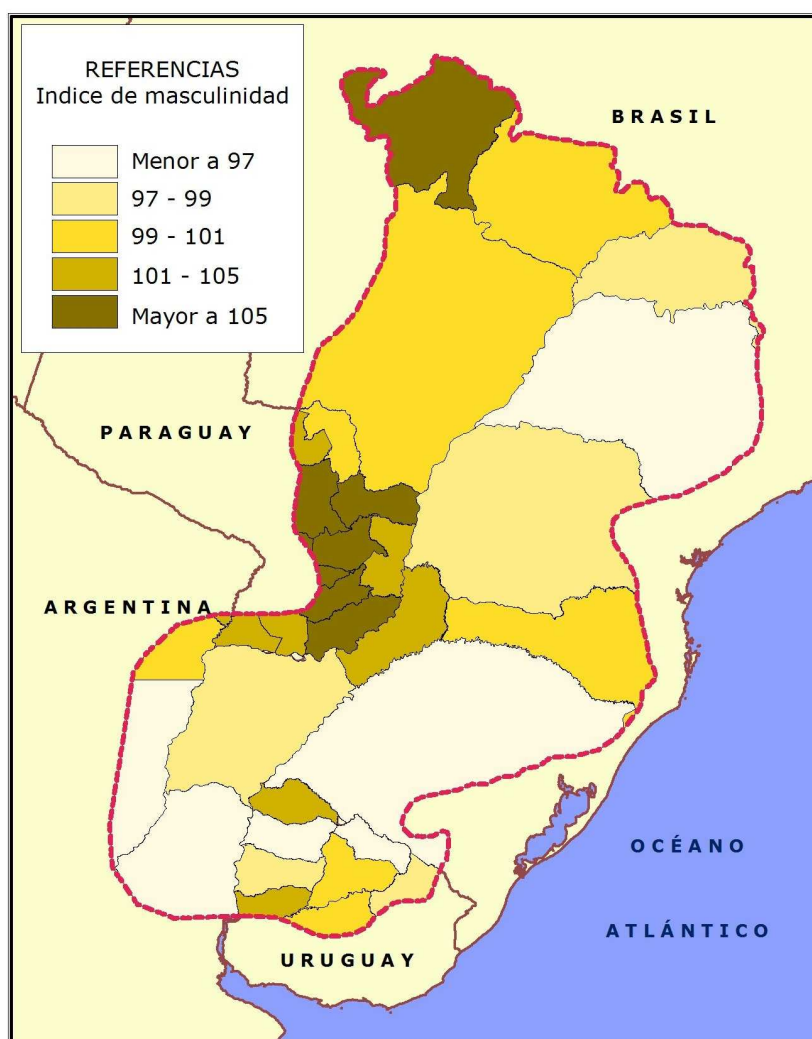 REFERENCIAS
Indice de masculinidad
Menor a 97
97 - 99
99 - 101
101 - 105
Mayor a 105
BRASIL
PARAGUAY
ARGENTINA
OCÉANO
ATLÁNTICO
URUGUAY